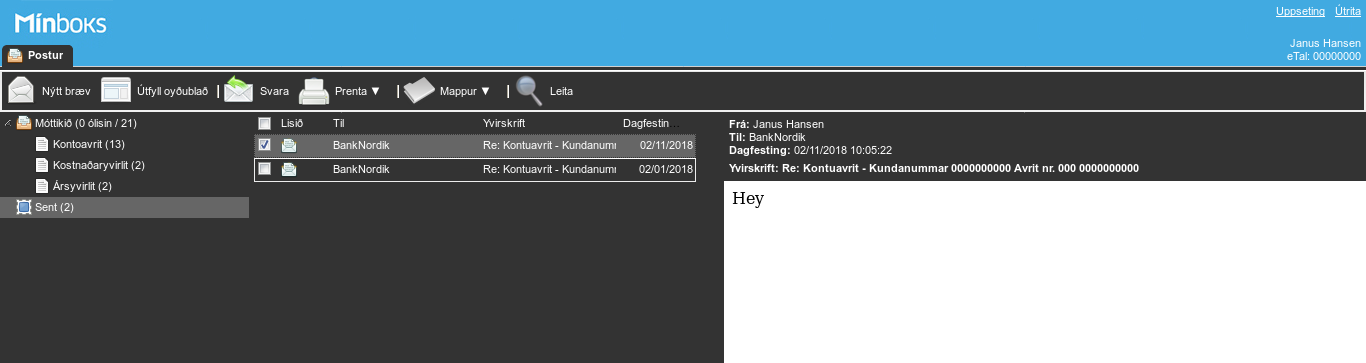 Mínboks
Uppseting Útrita
Janus Hansen
eTal: 00000000
Postur
Nýtt bræv Útfyll oyðublað Svara Prenta ▼ Mappur ▼ Leita
Móttikið (0 ólisin / 21)
Kontoavrit (13)
Kostnaðaryvirlit (2)
Ársyvirlit (2)
Sent (2)
Lisið Til Yvirskrift Dagfestin ...
BankNordik Re: Kontuavrit - Kundanumm 02/11/2018
BankNordik Re: Kontuavrit - Kundanumm 02/01/2018
Frá: Janus Hansen
Til: BankNordik
Dagfesting: 02/11/2018 10:05:22
Yvirskrift: Re: Kontuavrit - Kundanummar 0000000000 Avrit nr. 000 0000000000
Hey